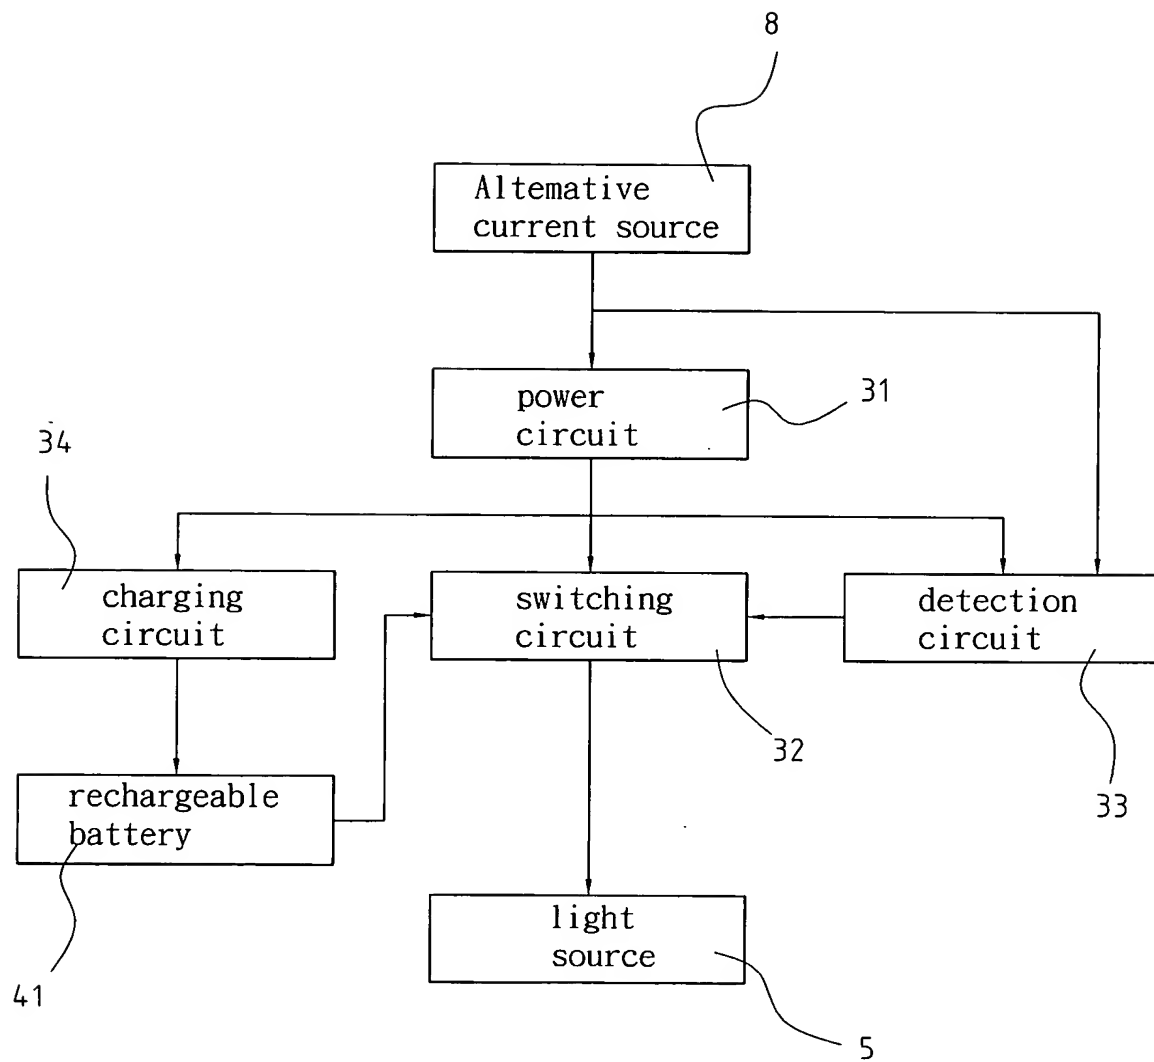 8
Altemative
current source
power
circuit
31
34
charging
circuit
switching
circuit
detection
circuit
32
33
rechargeable
battery
41
light
source
5